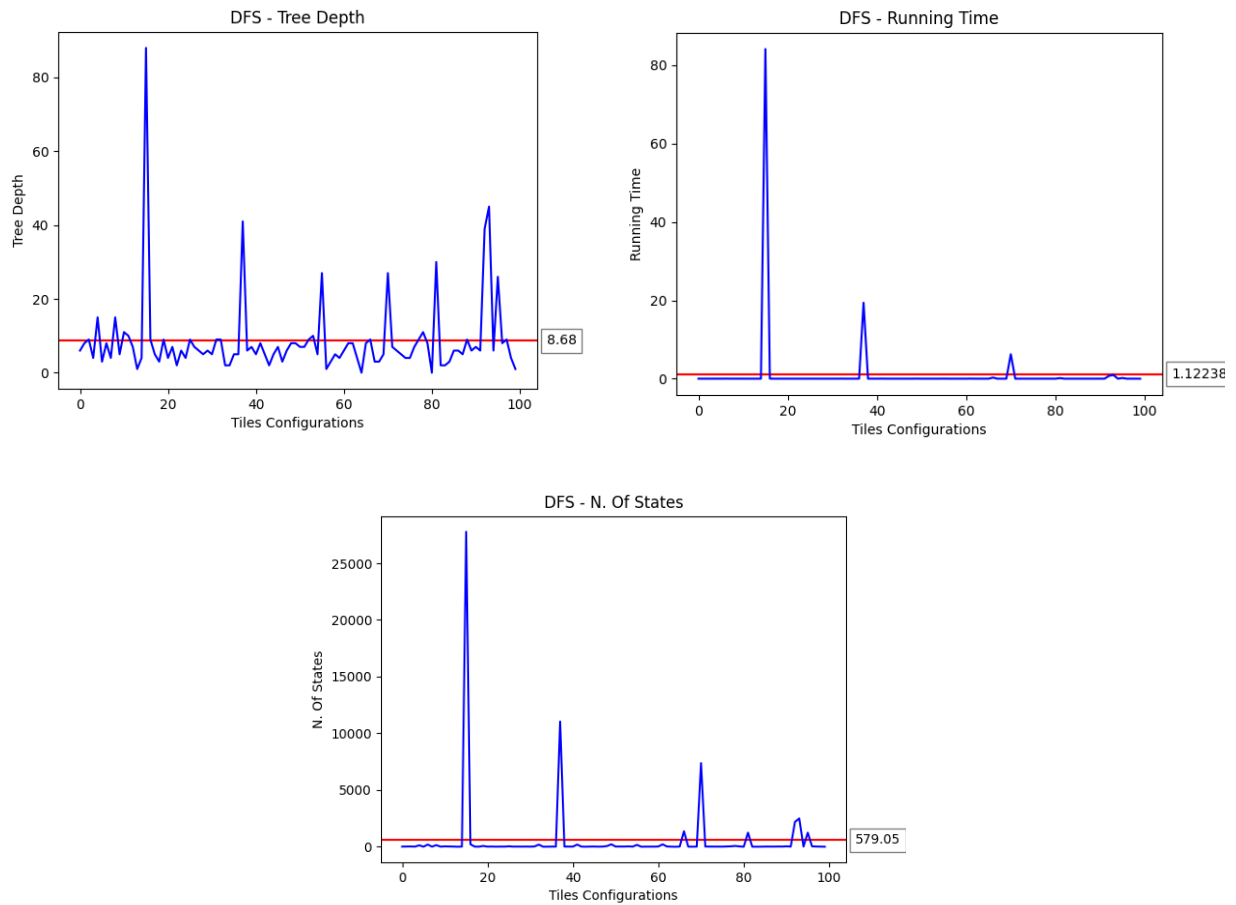 DFS - Tree Depth
80
60
40
20
0
Tree Depth
8.68
0 20 40 60 80 100
Tiles Configurations
DFS - Running Time
80
60
40
20
0
Running Time
1.12238
0 20 40 60 80 100
Tiles Configurations
DFS - N. Of States
25000
20000
15000
10000
5000
0
N. Of States
579.05
0 20 40 60 80 100
Tiles Configurations